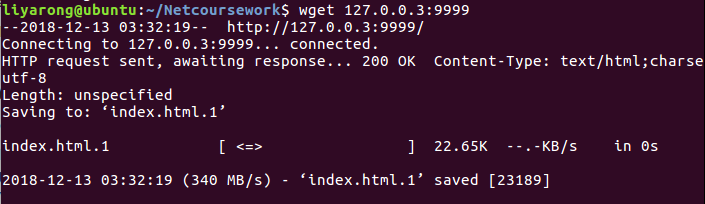 liyarong@ubuntu:~/Netcoursework$ wget 127.0.0.3:9999
--2018-12-13 03:32:19--  http://127.0.0.3:9999/
Connecting to 127.0.0.3:9999... connected.
HTTP request sent, awaiting response... 200 OK  Content-Type: text/html;charse
utf-8
Length: unspecified
Saving to: ‘index.html.1’
index.html.1            [ <=>                  ]  22.65K  --.-KB/s    in 0s
2018-12-13 03:32:19 (340 MB/s) - ‘index.html.1’ saved [23189]